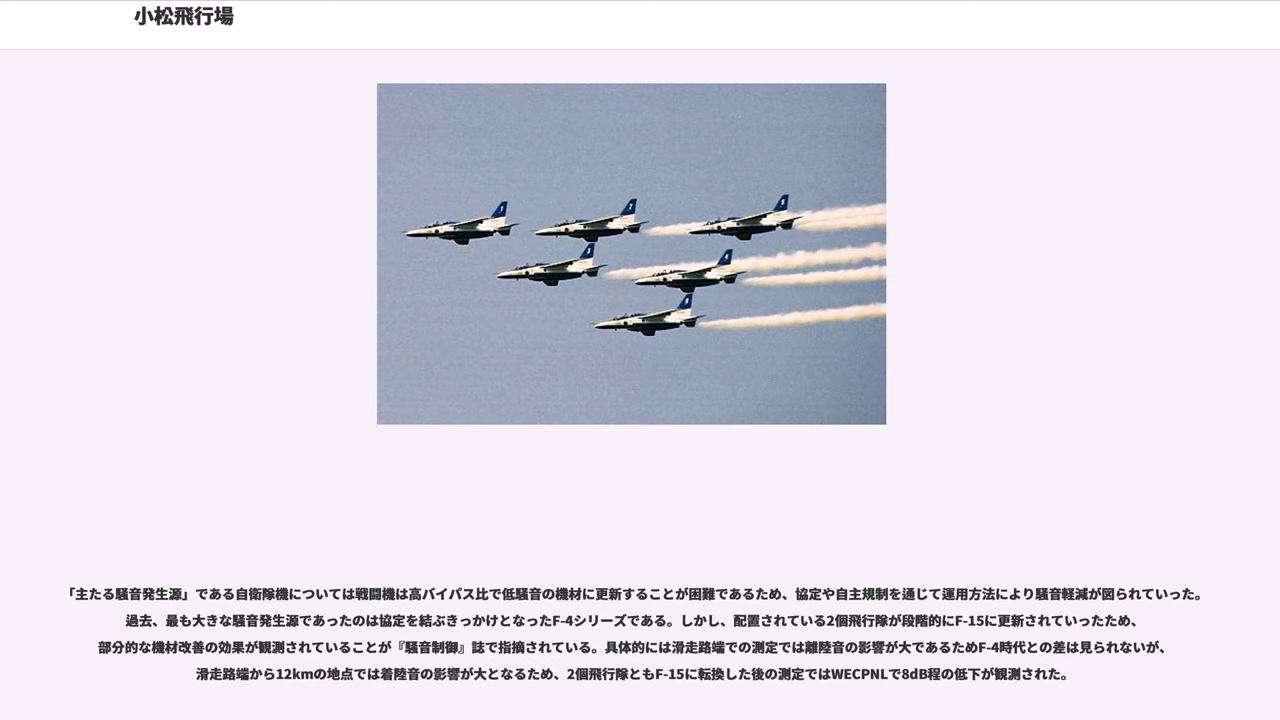 小松飛行場
「主たる騒音発生源」である自衛隊機については戦闘機は高バイパス比で低騒音の機材に更新することが困難であるため、協定や自主規制を通じて運用方法により騒音軽減が図られていった。
過去、最も大きな騒音発生源であったのは協定を結ぶきっかけとなったF-4シリーズである。しかし、配置されている2個飛行隊が段階的にF-15に更新されていったため、
部分的な機材改善の効果が観測されていることが『騒音制御』誌で指摘されている。具体的には滑走路端での測定では離陸音の影響が大であるためF-4時代との差は見られないが、
滑走路端から12kmの地点では着陸音の影響が大となるため、2個飛行隊ともF-15に転換した後の測定ではWECPNLで8dB程の低下が観測された。